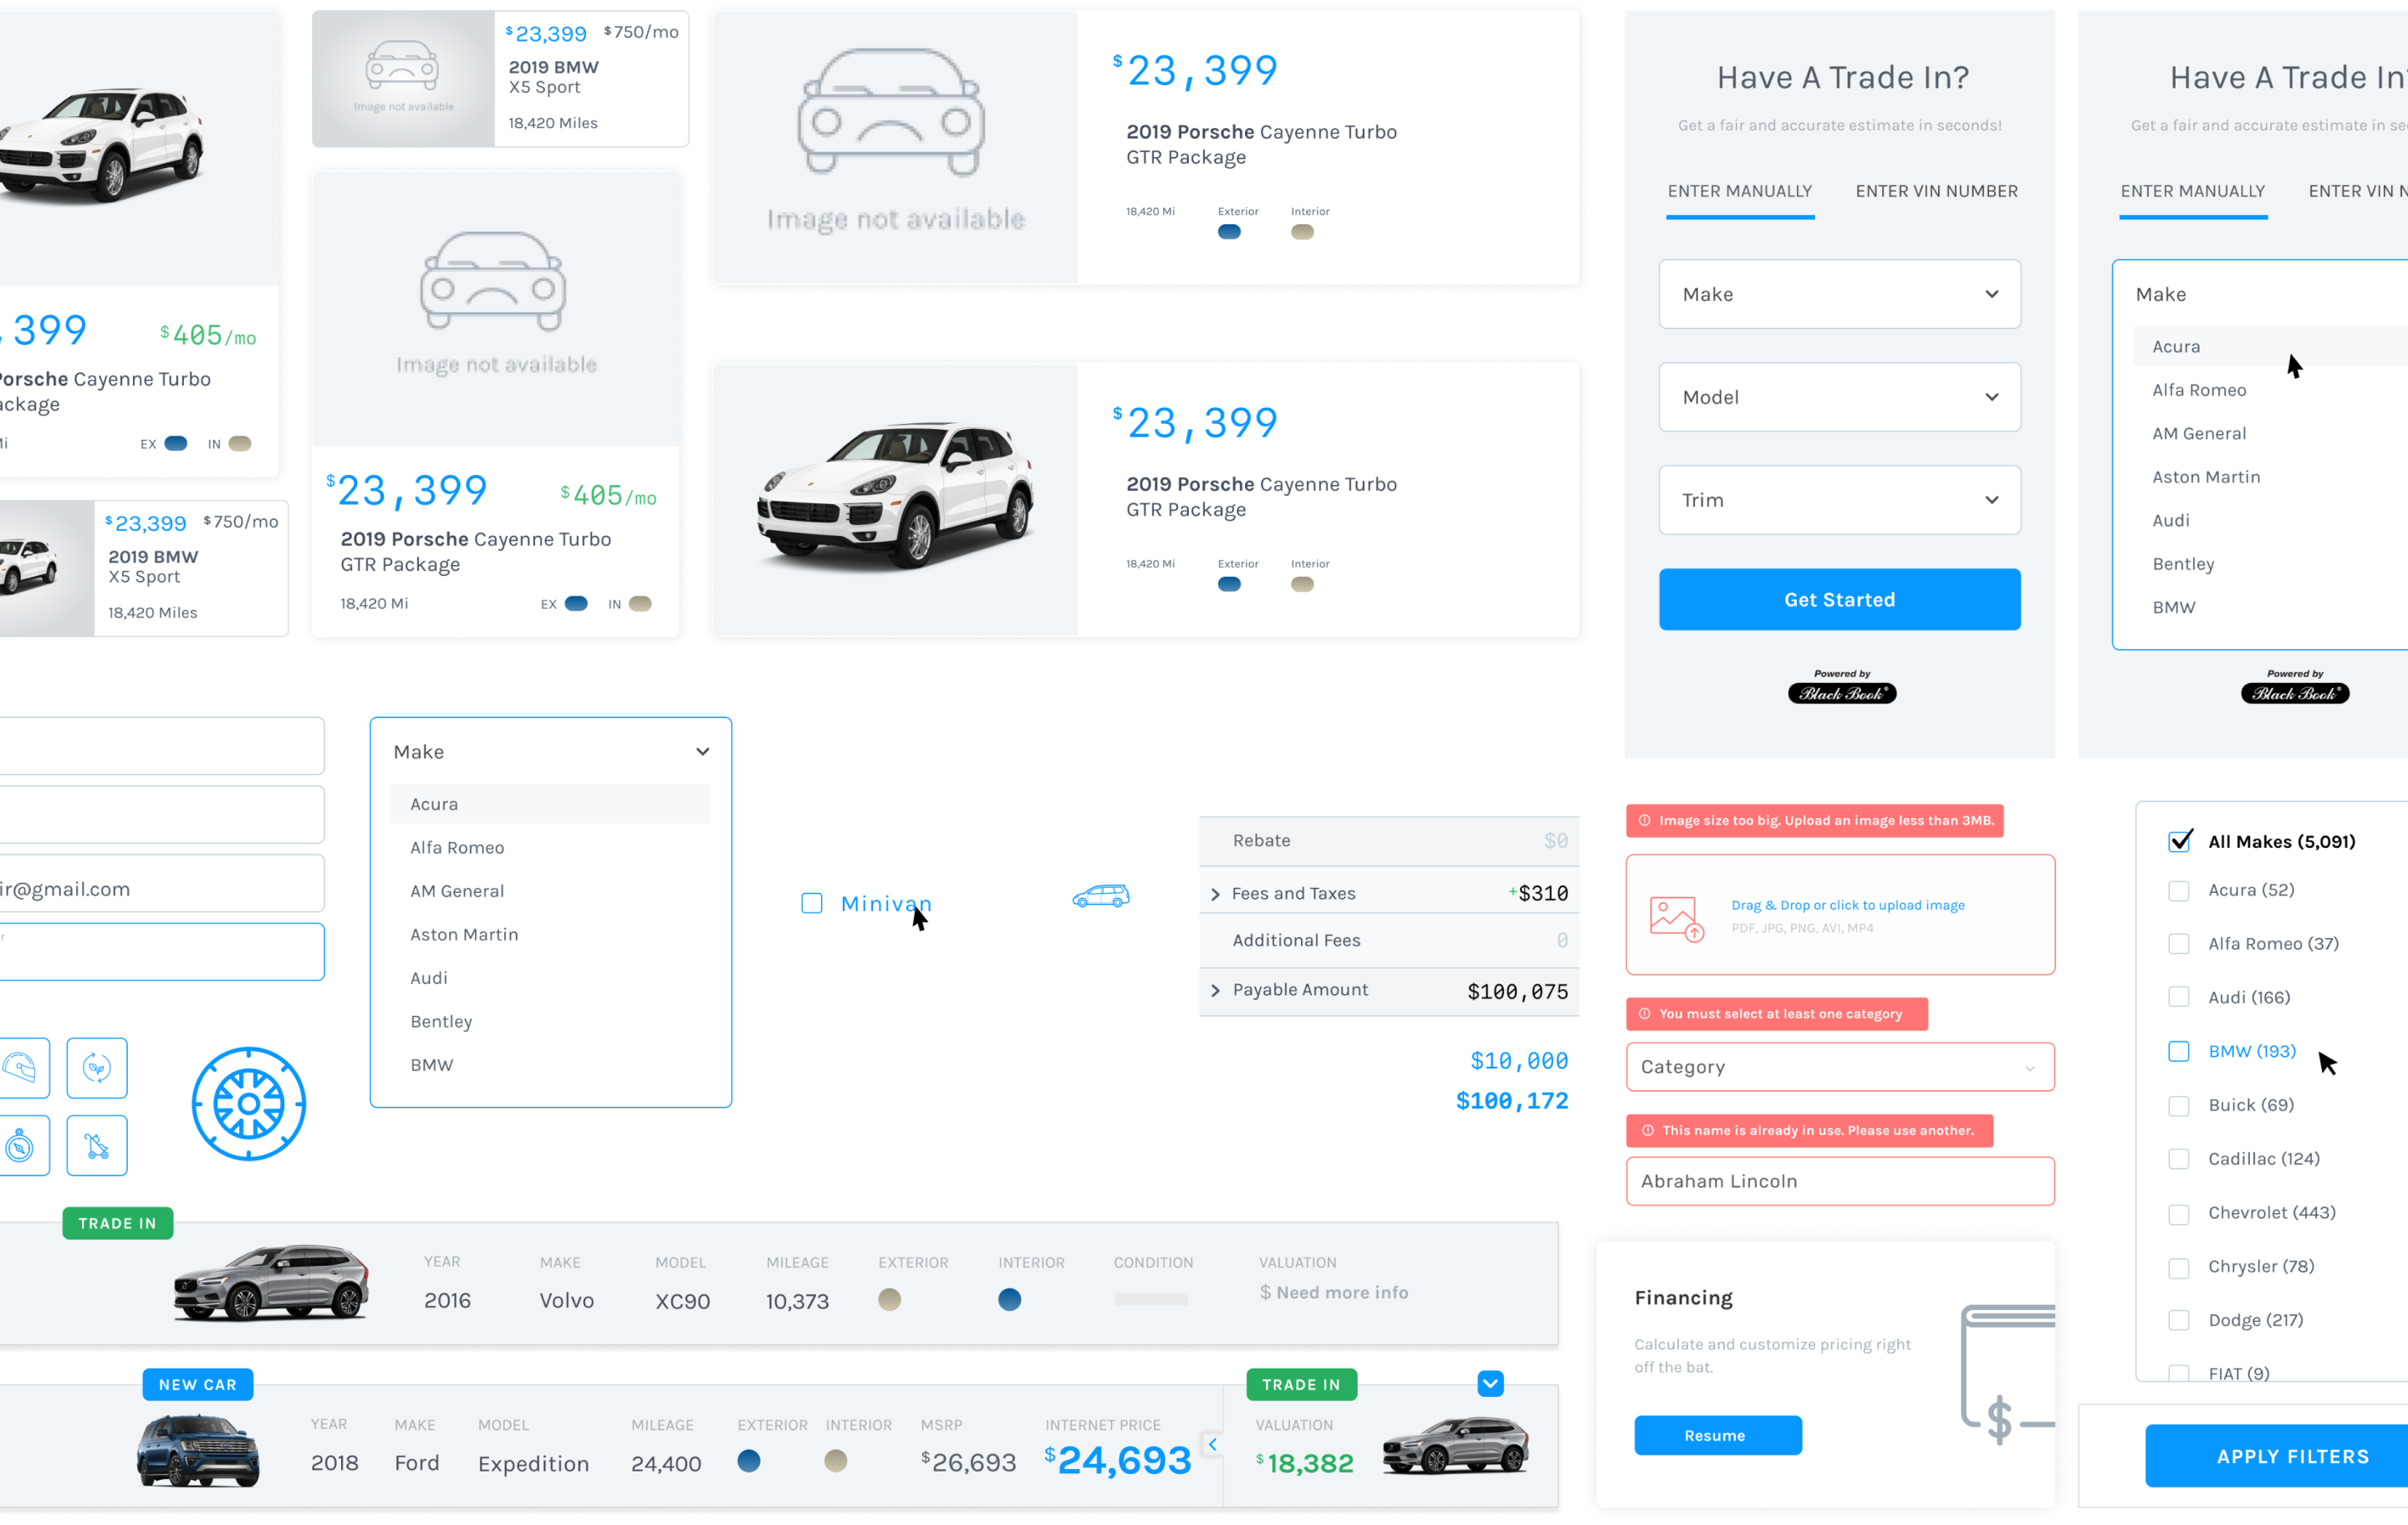 ,399
$405/mo
Porsche Cayenne Turbo
Package
Mi
EX
IN
$23,399 $750/mo
2019 BMW
X5 Sport
18,420 Miles
Image not available
$23,399 $750/mo
2019 BMW
X5 Sport
18,420 Miles
Image not available
$23,399
$405/mo
2019 Porsche Cayenne Turbo
GTR Package
18,420 Mi
EX
IN
Image not available
$23,399
2019 Porsche Cayenne Turbo
GTR Package
18,420 Mi
Exterior
Interior
$23,399
2019 Porsche Cayenne Turbo
GTR Package
18,420 Mi
Exterior
Interior
Have A Trade In?
Get a fair and accurate estimate in seconds!
ENTER MANUALLY
ENTER VIN NUMBER
Make
Model
Trim
Get Started
Powered by
Black Book®
Have A Trade In?
Get a fair and accurate estimate in se
ENTER MANUALLY
ENTER VIN N
Make
Acura
Alfa Romeo
AM General
Aston Martin
Audi
Bentley
BMW
Powered by
Black Book®
ir@gmail.com
r
Make
Acura
Alfa Romeo
AM General
Aston Martin
Audi
Bentley
BMW
Minivan
Rebate $0
Fees and Taxes +$310
Additional Fees 0
Payable Amount $100,075
$10,000
$100,172
Image size too big. Upload an image less than 3MB.
Drag & Drop or click to upload image
PDF, JPG, PNG, AVI, MP4
You must select at least one category
Category
This name is already in use. Please use another.
Abraham Lincoln
All Makes (5,091)
Acura (52)
Alfa Romeo (37)
Audi (166)
BMW (193)
Buick (69)
Cadillac (124)
Chevrolet (443)
Chrysler (78)
Dodge (217)
FIAT (9)
APPLY FILTERS
TRADE IN
YEAR MAKE MODEL MILEAGE EXTERIOR INTERIOR CONDITION VALUATION
2016 Volvo XC90 10,373 $ Need more info
NEW CAR
YEAR MAKE MODEL MILEAGE EXTERIOR INTERIOR MSRP INTERNET PRICE
2018 Ford Expedition 24,400 $26,693 $24,693
TRADE IN
VALUATION
$18,382
Financing
Calculate and customize pricing right
off the bat.
Resume
$